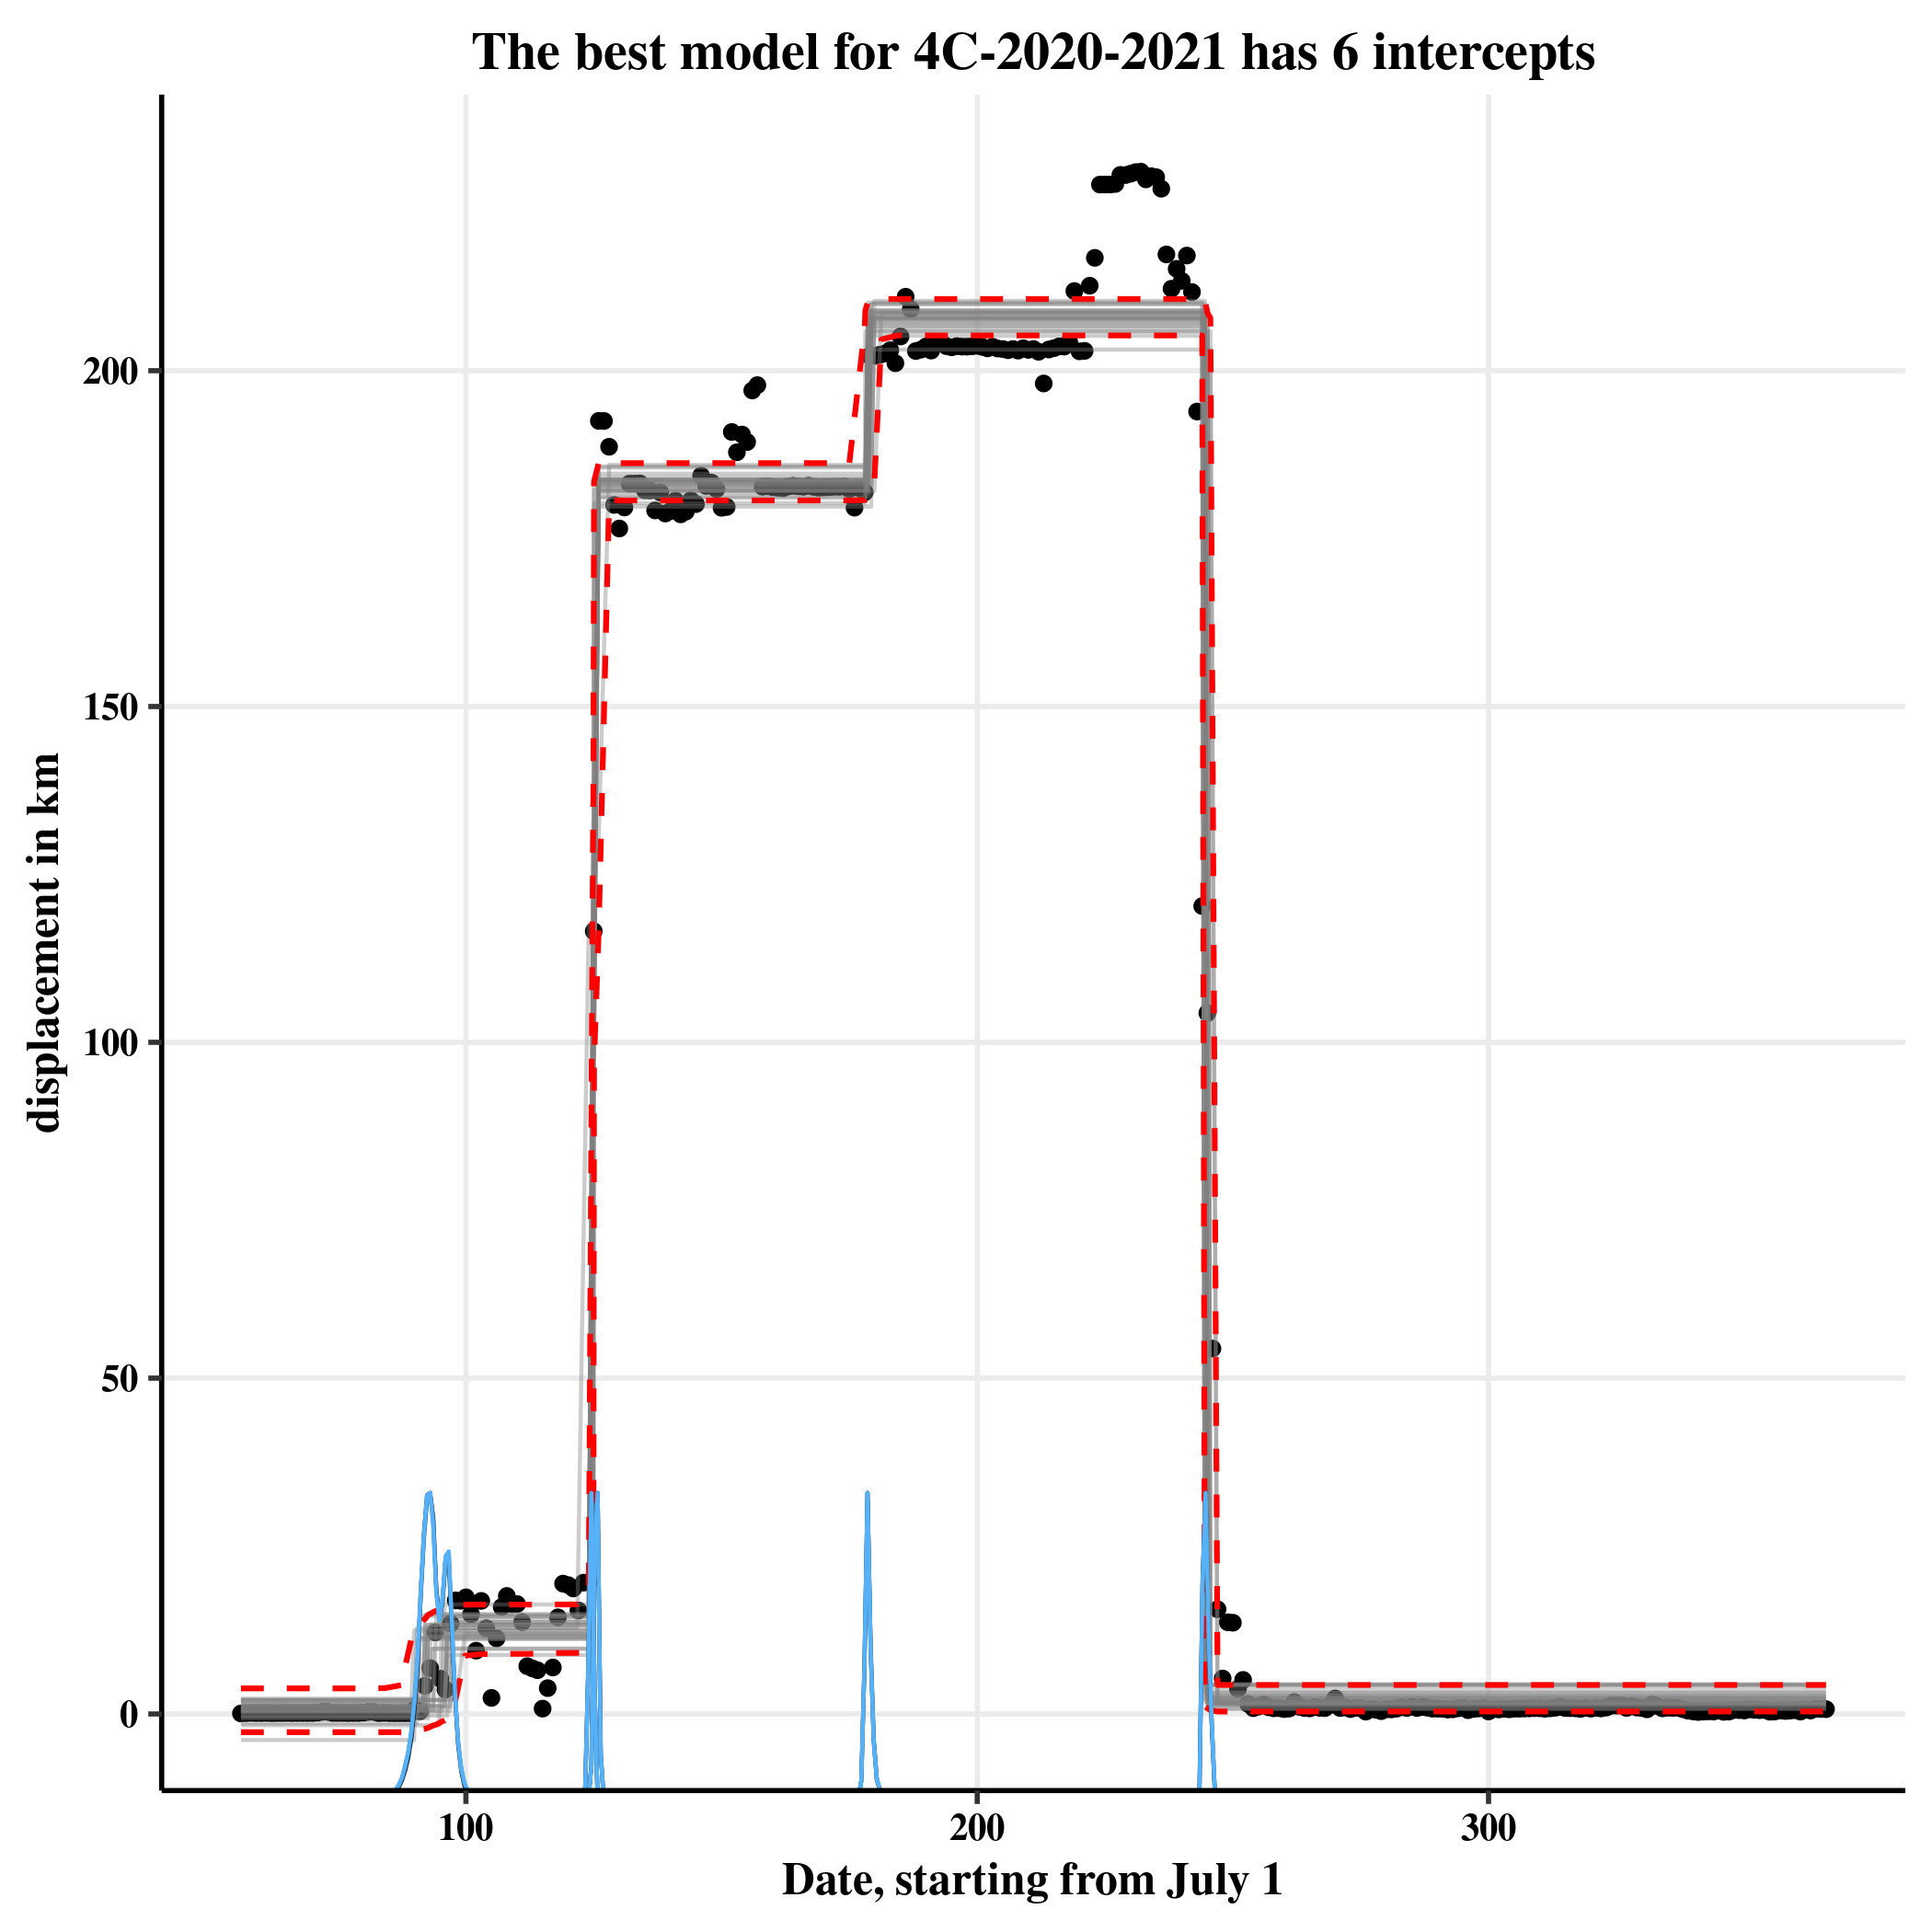 The best model for 4C-2020-2021 has 6 intercepts
displacement in km
200
150
100
50
0
100
200
300
Date, starting from July 1